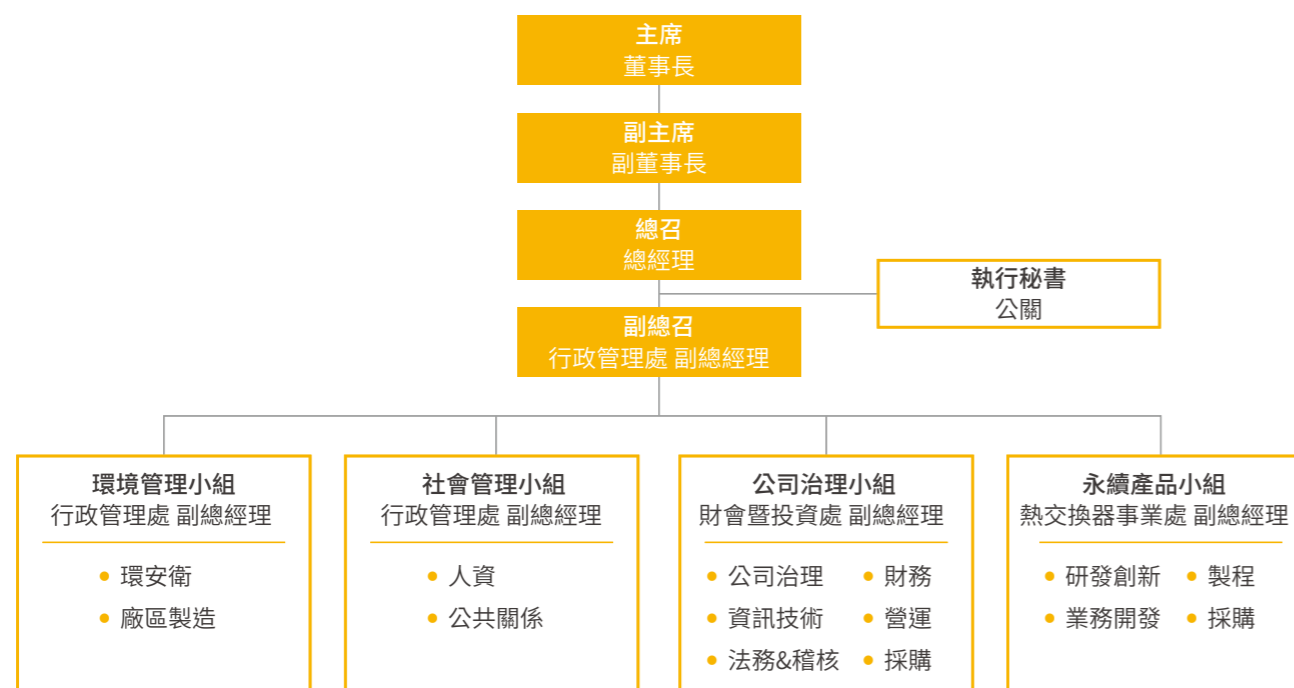 主席
董事長
副主席
副董事長
總召
總經理
執行秘書
公關
副總召
行政管理處 副總經理
環境管理小組
行政管理處 副總經理
環安衛
廠區製造
社會管理小組
行政管理處 副總經理
人資
公共關係
公司治理小組
財會暨投資處 副總經理
公司治理
財務
資訊技術
營運
法務&稽核
採購
永續產品小組
熱交換器事業處 副總經理
研發創新
製程
業務開發
採購